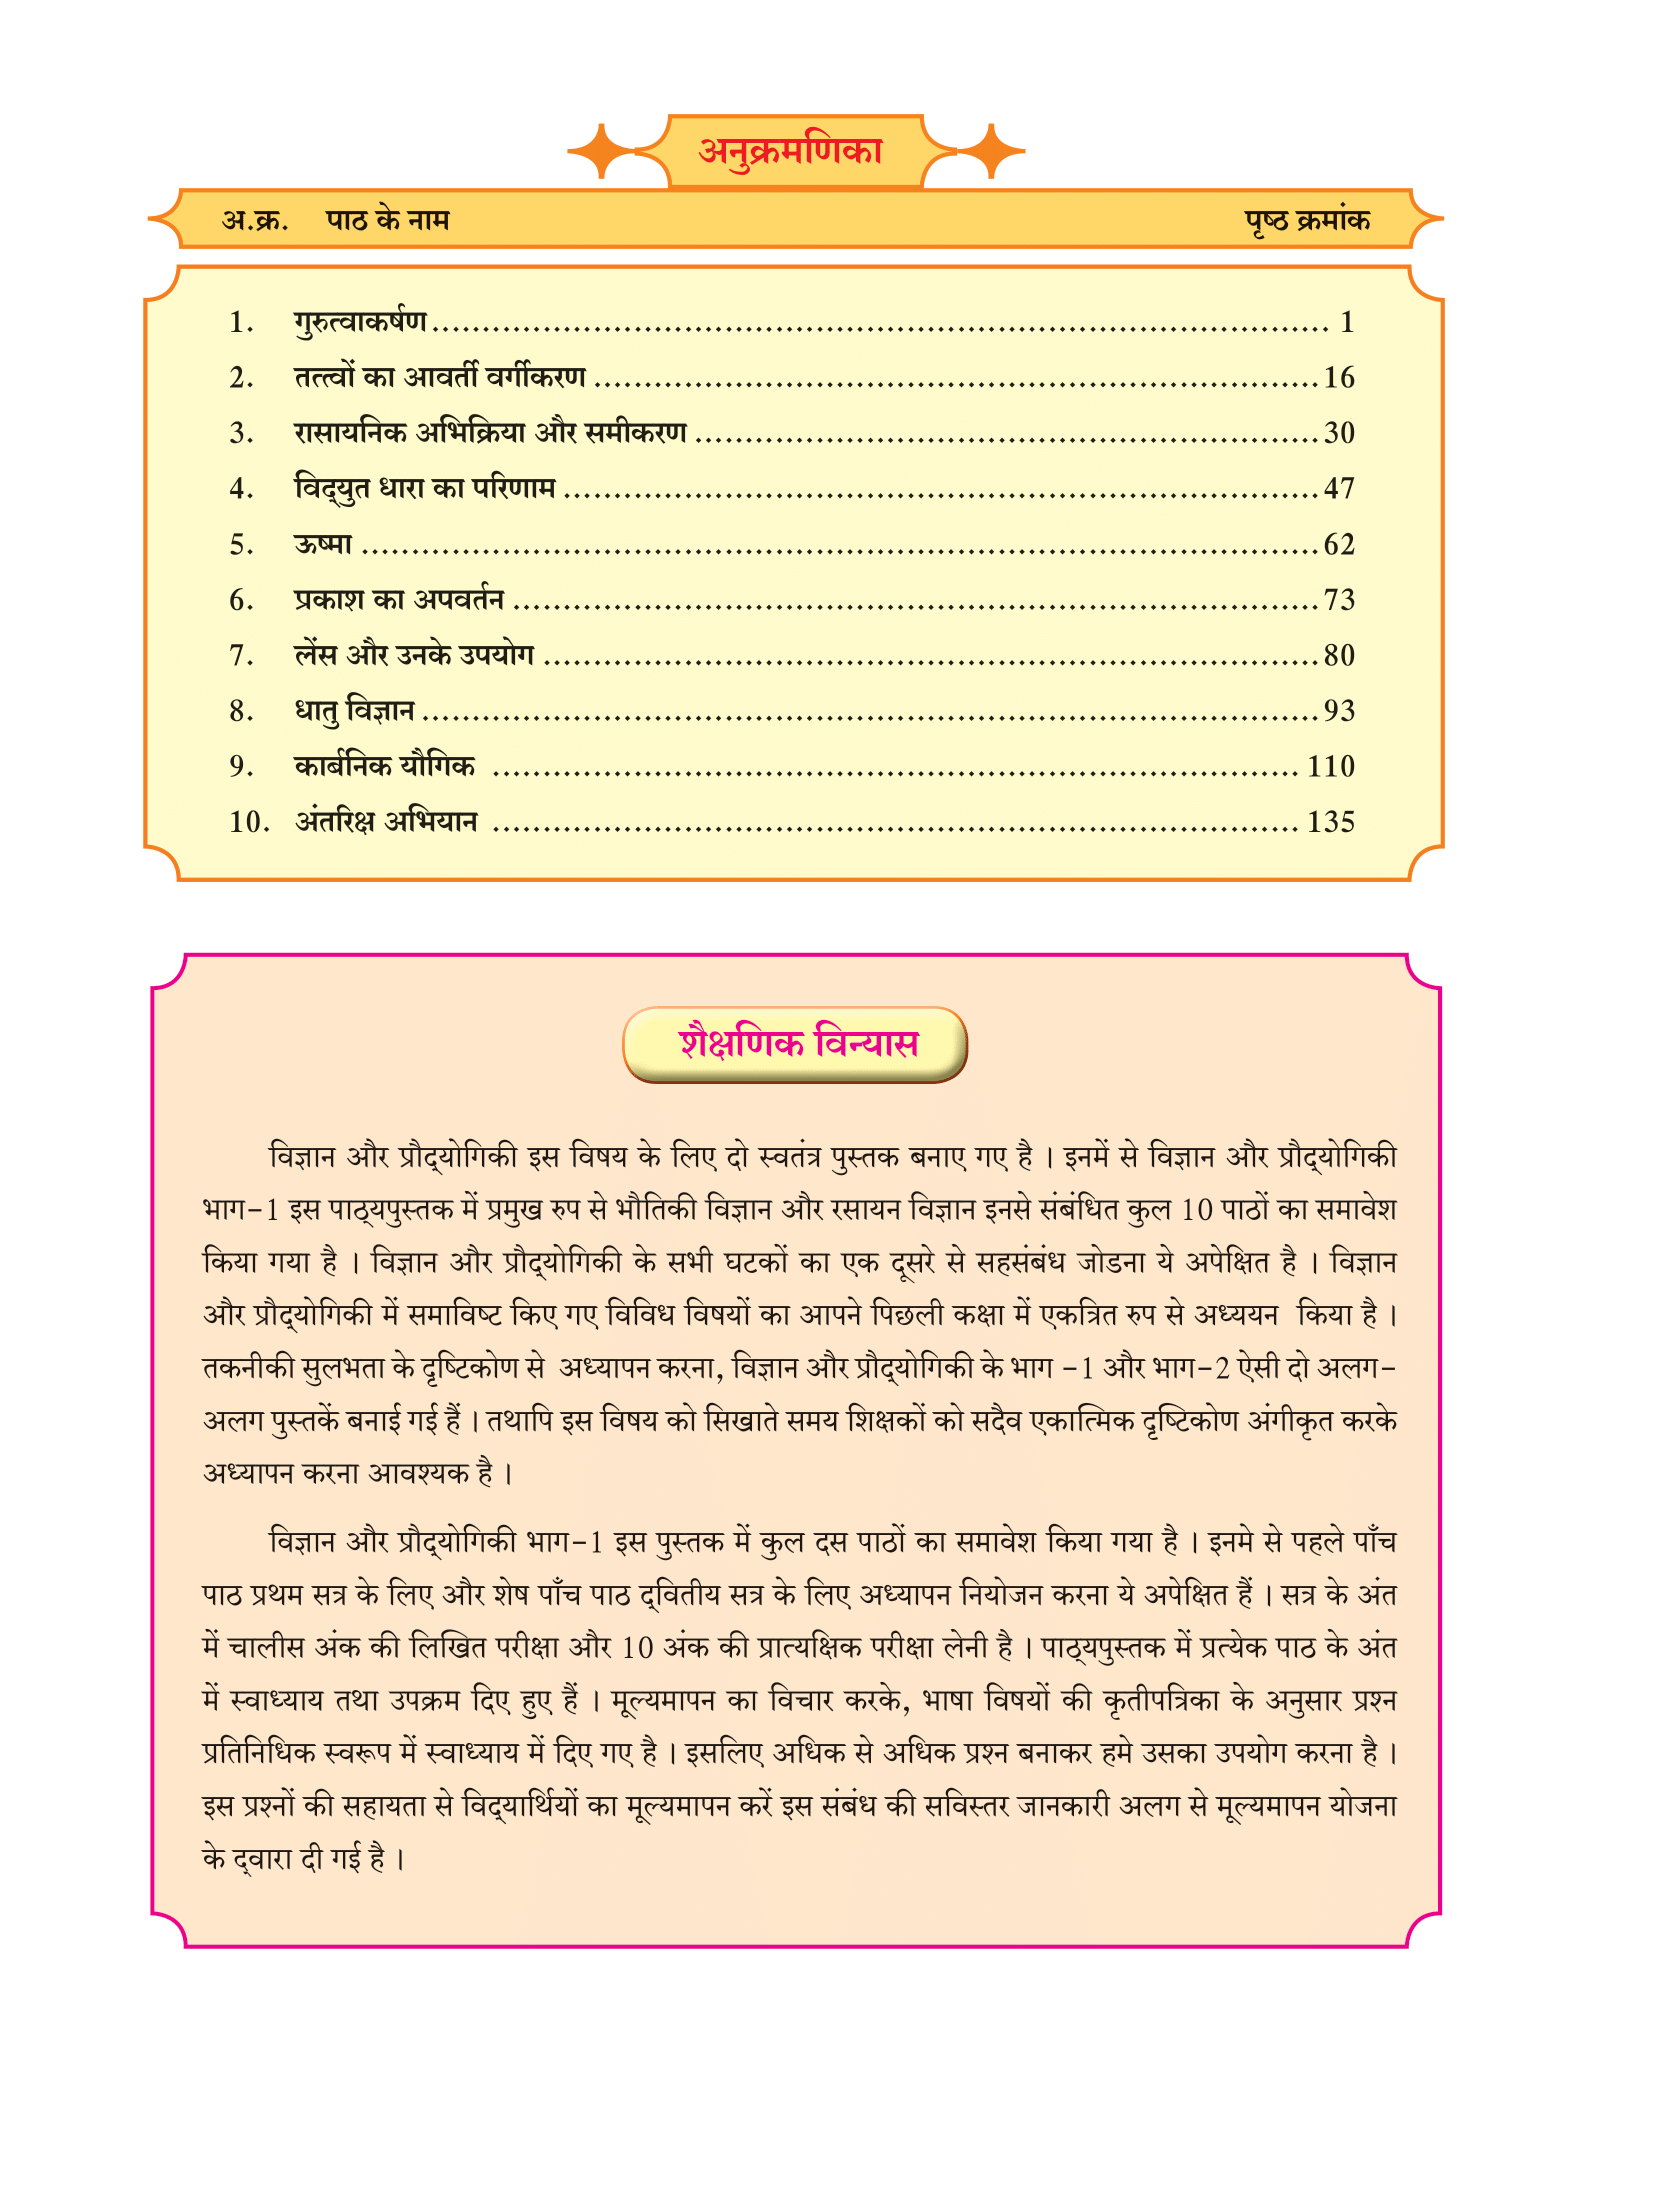 अनुक्रमणिका
अ.क्र. पाठ के नाम पृष्ठ क्रमांक
1. गुरुत्वाकर्षण........................................................................................ 1
2. तत्त्वों का आवर्ती वर्गीकरण .......................................................................16
3. रासायनिक अभिक्रिया और समीकरण .............................................................30
4. विद्‌युत धारा का परिणाम ..........................................................................47
5. ऊष्मा ..............................................................................................62
6. प्रकाश का अपवर्तन ...............................................................................73
7. लेंस और उनके उपयोग ............................................................................80
8. धातु विज्ञान ........................................................................................93
9. कार्बनिक यौगिक ............................................................................... 110
10. अंतरिक्ष अभियान ............................................................................... 135
शैक्षणिक विन्यास
विज्ञान और प्रौद्‌योगिकी इस विषय के लिए दो स्वतंत्र पुस्तक बनाए गए है । इनमें से विज्ञान और प्रौद्‌योगिकी
भाग-1 इस पाठ्‌यपुस्तक में प्रमुख रुप से भौतिकी विज्ञान और रसायन विज्ञान इनसे संबंधित कुल 10 पाठों का समावेश
किया गया है । विज्ञान और प्रौद्‌योगिकी के सभी घटकों का एक दूसरे से सहसंबंध जोडना ये अपेक्षित है । विज्ञान
और प्रौद्‌योगिकी में समाविष्ट किए गए विविध विषयों का आपने पिछली कक्षा में एकत्रित रुप से अध्ययन किया है ।
तकनीकी सुलभता के दृष्टिकोण से अध्यापन करना, विज्ञान और प्रौद्‌योगिकी के भाग -1 और भाग-2 ऐसी दो अलग-
अलग पुस्तकें बनाई गई हैं । तथापि इस विषय को सिखाते समय शिक्षकों को सदैव एकात्मिक दृष्टिकोण अंगीकृत करके
अध्यापन करना आवश्यक है ।
विज्ञान और प्रौद्‌योगिकी भाग-1 इस पुस्तक में कुल दस पाठों का समावेश किया गया है । इनमे से पहले पाँच
पाठ प्रथम सत्र के लिए और शेष पाँच पाठ द्‌वितीय सत्र के लिए अध्यापन नियोजन करना ये अपेक्षित हैं । सत्र के अंत
में चालीस अंक की लिखित परीक्षा और 10 अंक की प्रात्यक्षिक परीक्षा लेनी है । पाठ्‌यपुस्तक में प्रत्येक पाठ के अंत
में स्वाध्याय तथा उपक्रम दिए हुए हैं । मूल्यमापन का विचार करके, भाषा विषयों की कृतीपत्रिका के अनुसार प्रश्न
प्रतिनिधिक स्वरूप में स्वाध्याय में दिए गए है । इसलिए अधिक से अधिक प्रश्न बनाकर हमे उसका उपयोग करना है ।
इस प्रश्नों की सहायता से विद्‌यार्थियों का मूल्यमापन करें इस संबंध की सविस्तर जानकारी अलग से मूल्यमापन योजना
के द्‌वारा दी गई है ।